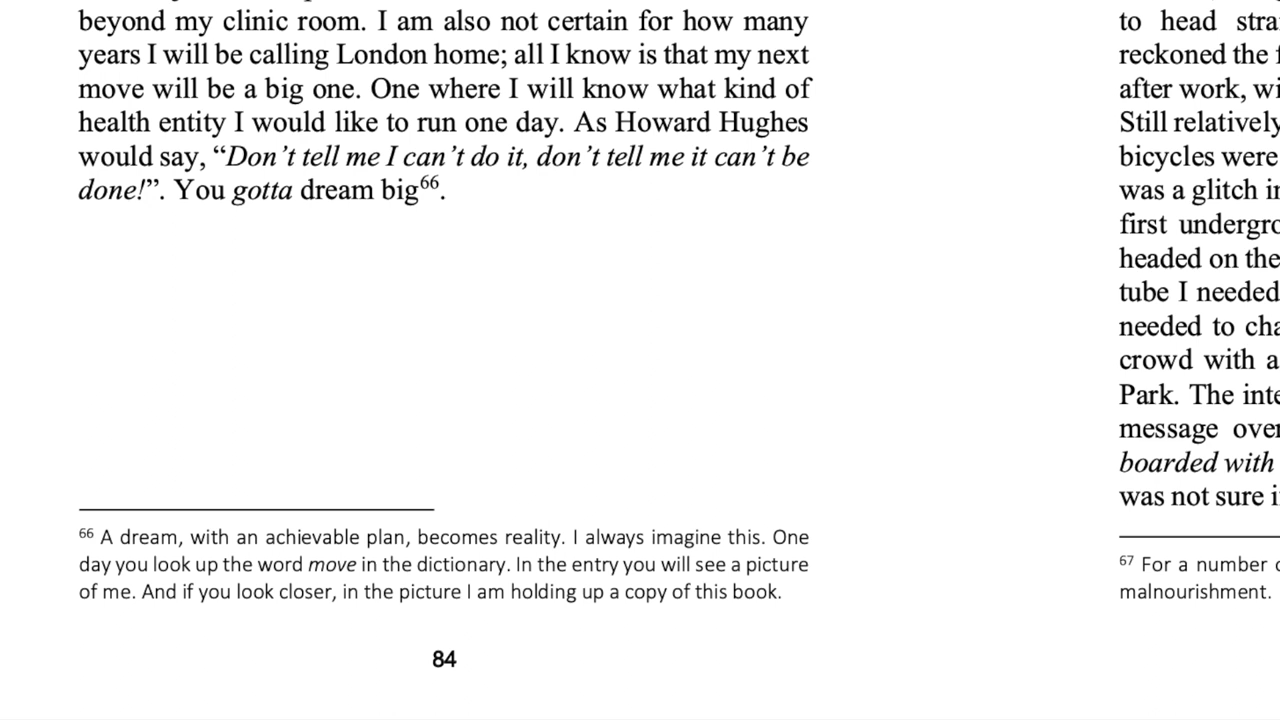 beyond my clinic room. I am also not certain for how many
years I will be calling London home; all I know is that my next
move will be a big one. One where I will know what kind of
health entity I would like to run one day. As Howard Hughes
would say, “Don’t tell me I can’t do it, don’t tell me it can’t be
done!”. You gotta dream big⁶⁶.
⁶⁶ A dream, with an achievable plan, becomes reality. I always imagine this. One
day you look up the word move in the dictionary. In the entry you will see a picture
of me. And if you look closer, in the picture I am holding up a copy of this book.
84
to head
reckoned the
after work,
Still relatively
bicycles were
was a glitch
first
headed on the
tube I needed
needed to
crowd with a
Park. The
message
boarded with
was not sure
⁶⁷ For a number
malnourishment.